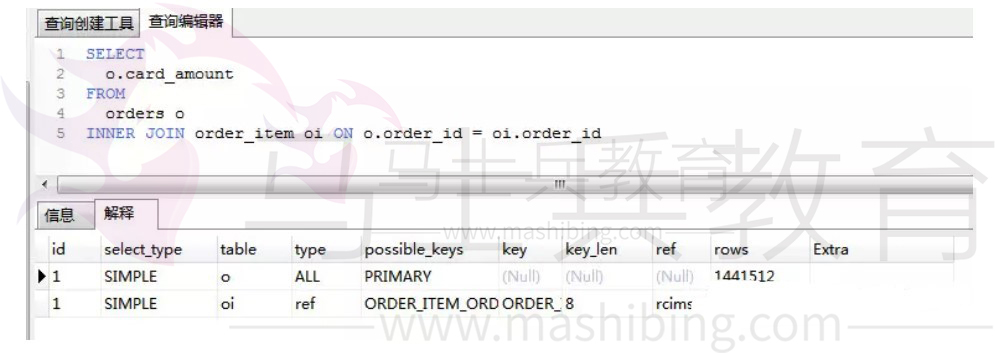 查询创建工具 查询编辑器
1 SELECT
2 o.card_amount
3 FROM
4 orders o
5 INNER JOIN order_item oi ON o.order_id = oi.order_id
马士兵教育
www.mashibing.com
信息 解释
id select_type table type possible_keys key key_len ref rows Extra
1 SIMPLE o ALL PRIMARY (Null) (Null) (Null) 1441512
1 SIMPLE oi ref ORDER_ITEM_ORD ORDER_ 8 rcims
马士兵教育
www.mashibing.com